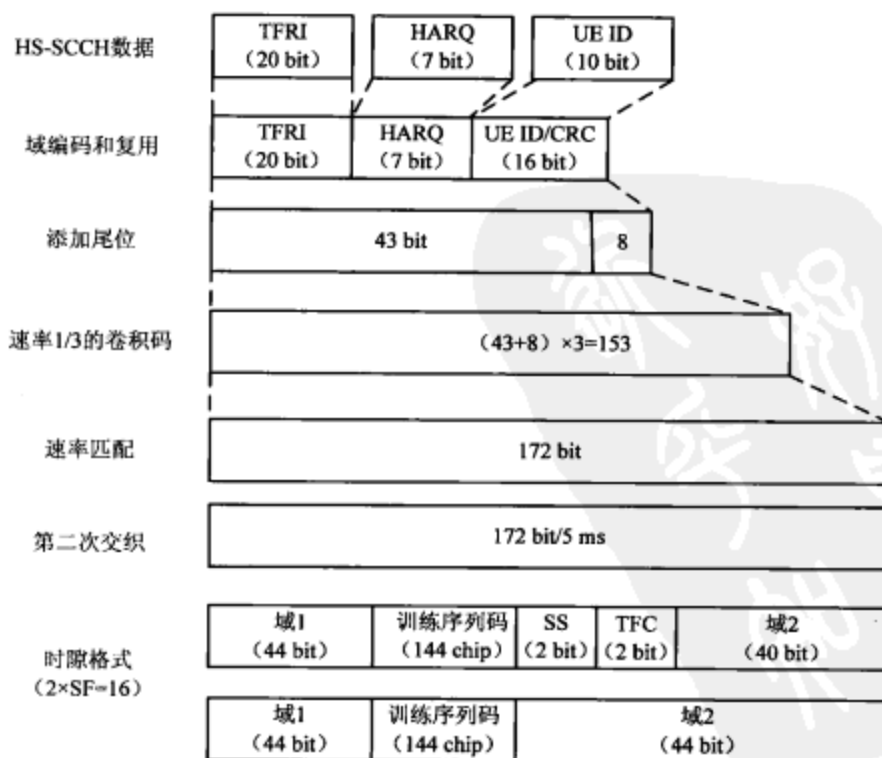 HS-SCCH数据
TFRI
(20 bit)
HARQ
(7 bit)
UE ID
(10 bit)
域编码和复用
TFRI
(20 bit)
HARQ
(7 bit)
UE ID/CRC
(16 bit)
添加尾位
43 bit
8
速率1/3的卷积码
(43+8)×3=153
速率匹配
172 bit
第二次交织
172 bit/5 ms
时隙格式
(2×SF=16)
域1
(44 bit)
训练序列码
(144 chip)
SS
(2 bit)
TFC
(2 bit)
域2
(40 bit)
域1
(44 bit)
训练序列码
(144 chip)
域2
(44 bit)